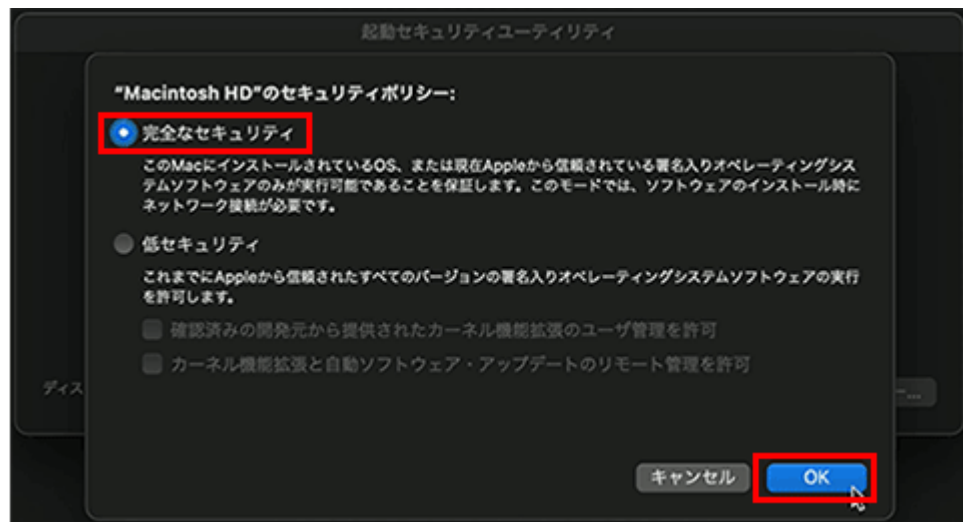 起動セキュリティユーティリティ
“Macintosh HD”のセキュリティポリシー:
完全なセキュリティ
このMacにインストールされているOS、または現在Appleから信頼されている署名入りオペレーティングシス
テムソフトウェアのみが実行可能であることを保証します。このモードでは、ソフトウェアのインストール時に
ネットワーク接続が必要です。
低セキュリティ
これまでにAppleから信頼されたすべてのバージョンの署名入りオペレーティングシステムソフトウェアの実行
を許可します。
確認済みの開発元から提供されたカーネル機能拡張のユーザ管理を許可
カーネル機能拡張と自動ソフトウェア・アップデートのリモート管理を許可
ディス
ー...
キャンセル
OK